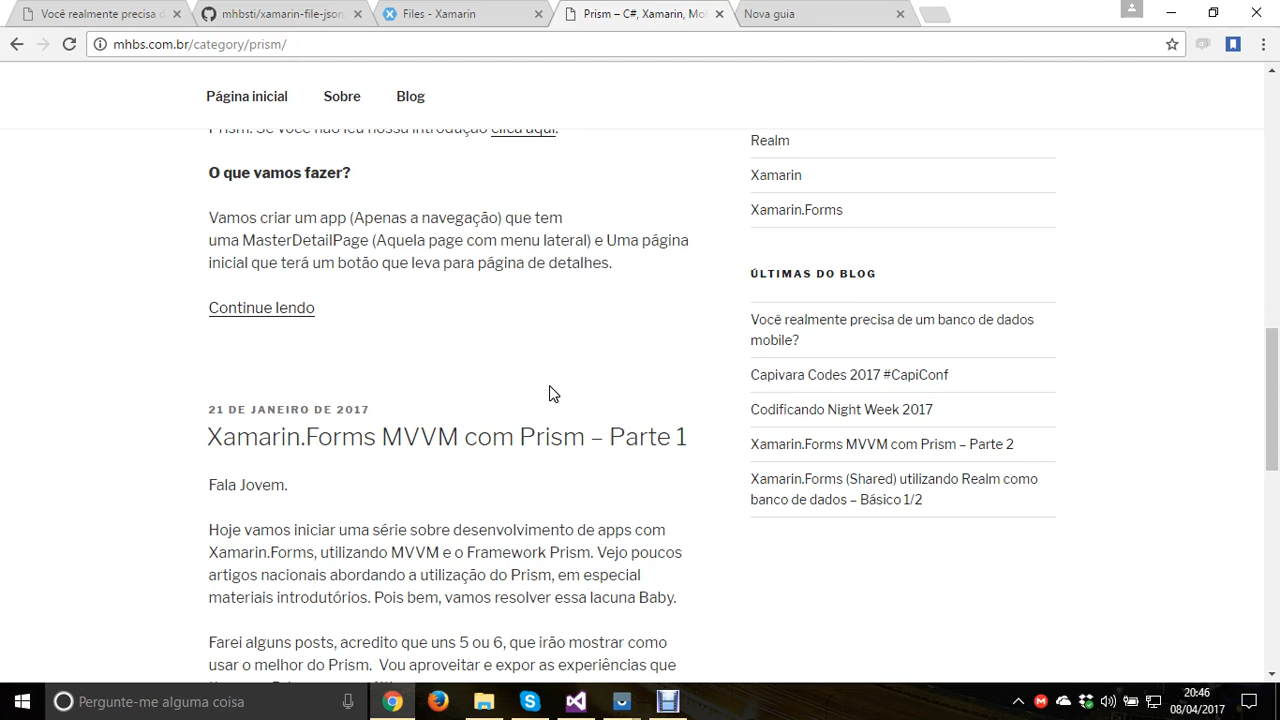 Você realmente precisa d
mhbsti/xamarin-file-json
Files - Xamarin
Prism – C#, Xamarin, Mo
Nova guia
mhbs.com.br/category/prism/
Página inicial
Sobre
Blog
Prism. Se você não leu nossa introdução clica aqui.
O que vamos fazer?
Vamos criar um app (Apenas a navegação) que tem
uma MasterDetailPage (Aquela page com menu lateral) e Uma página
inicial que terá um botão que leva para página de detalhes.
Continue lendo
21 DE JANEIRO DE 2017
Xamarin.Forms MVVM com Prism – Parte 1
Fala Jovem.
Hoje vamos iniciar uma série sobre desenvolvimento de apps com
Xamarin.Forms, utilizando MVVM e o Framework Prism. Vejo poucos
artigos nacionais abordando a utilização do Prism, em especial
materiais introdutórios. Pois bem, vamos resolver essa lacuna Baby.
Farei alguns posts, acredito que uns 5 ou 6, que irão mostrar como
usar o melhor do Prism.  Vou aproveitar e expor as experiências que
Realm
Xamarin
Xamarin.Forms
ÚLTIMAS DO BLOG
Você realmente precisa de um banco de dados
mobile?
Capivara Codes 2017 #CapiConf
Codificando Night Week 2017
Xamarin.Forms MVVM com Prism – Parte 2
Xamarin.Forms (Shared) utilizando Realm como
banco de dados – Básico 1/2
Pergunte-me alguma coisa
20:46
08/04/2017